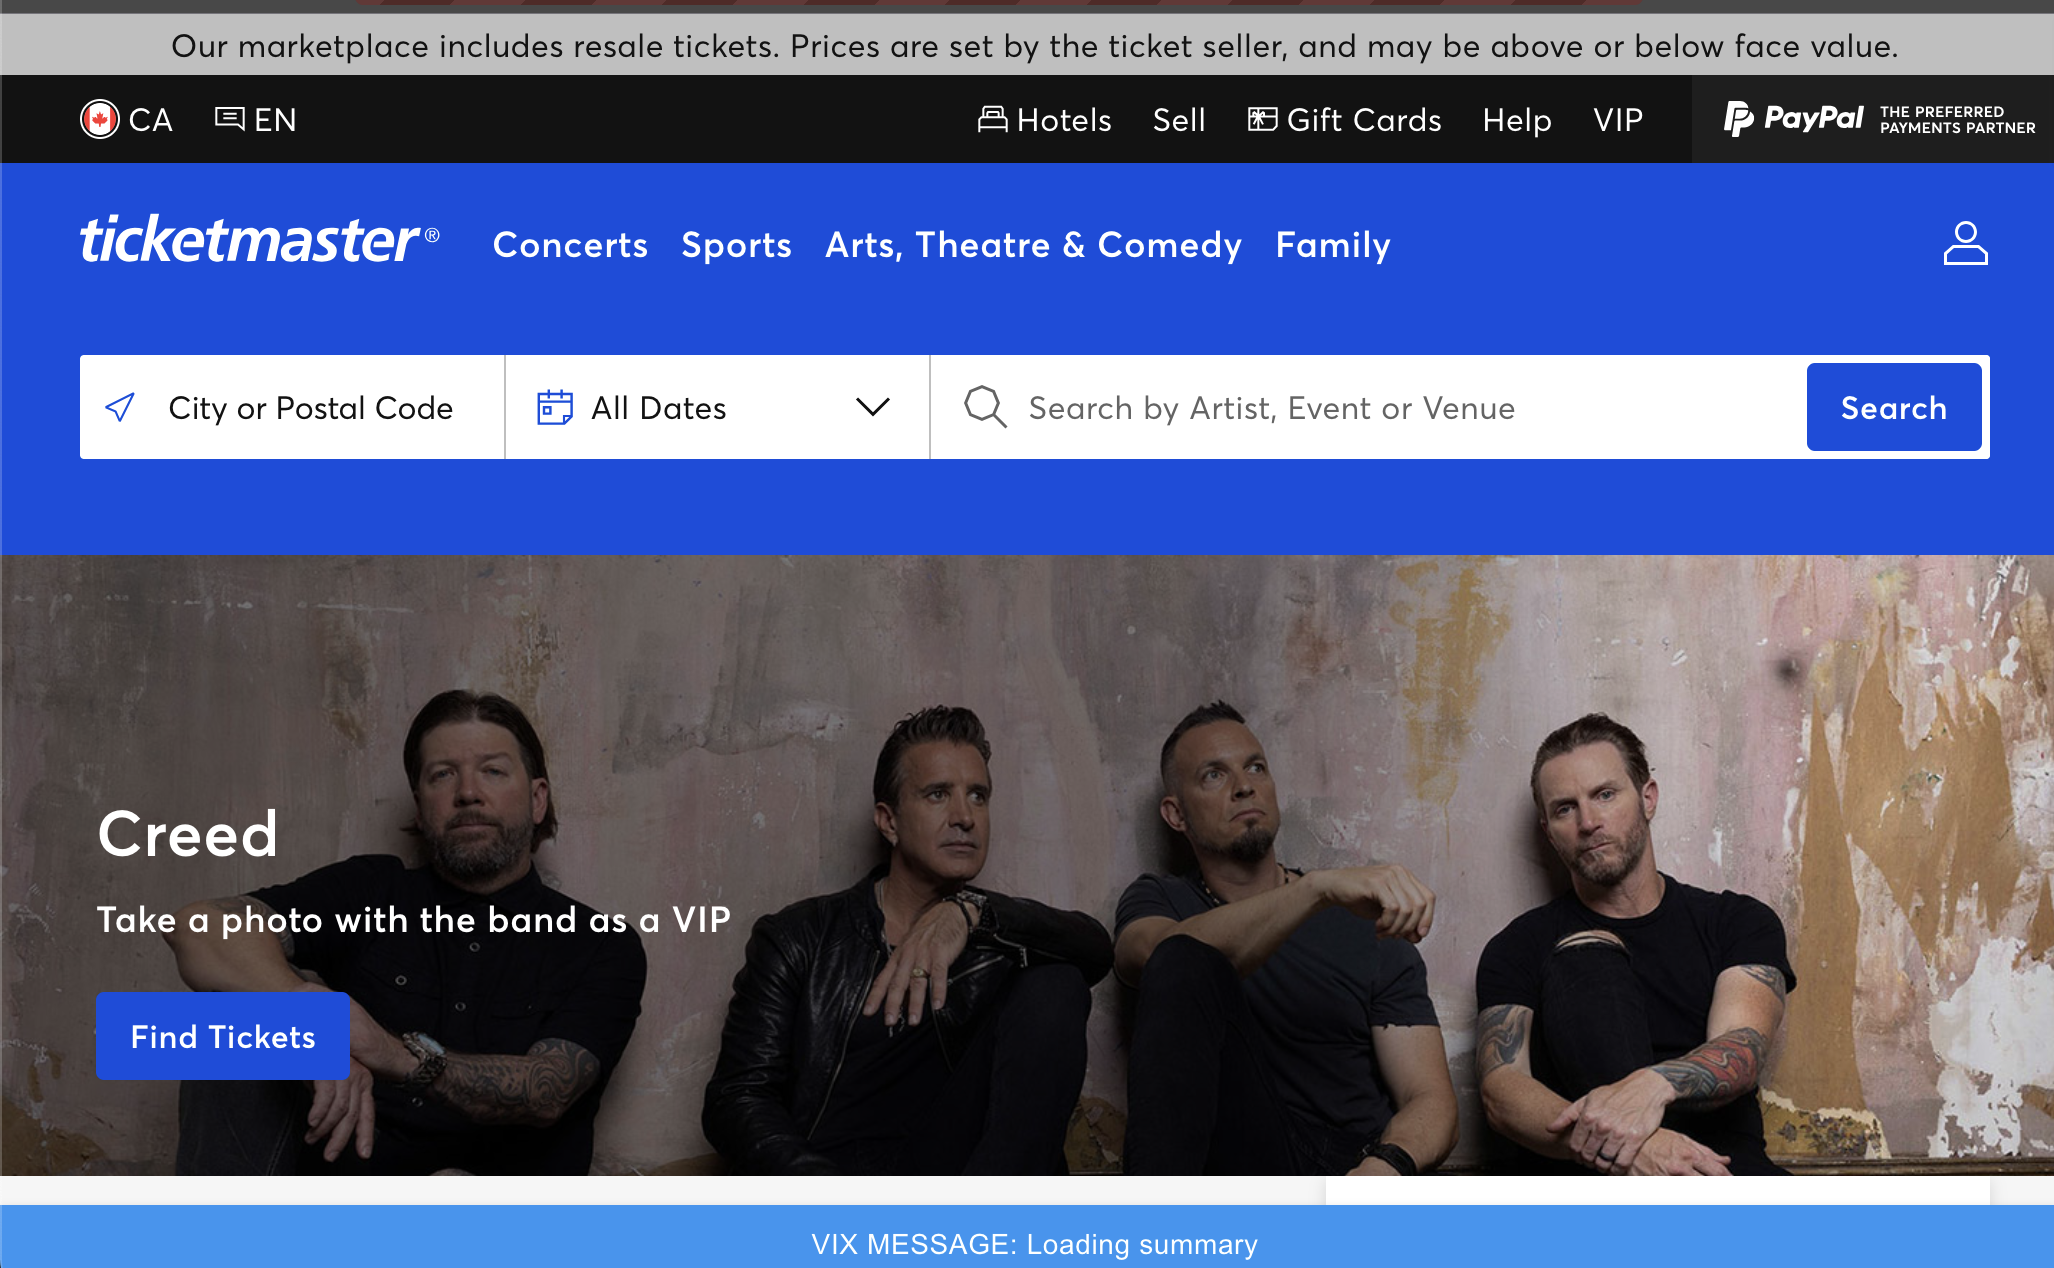 Our marketplace includes resale tickets. Prices are set by the ticket seller, and may be above or below face value.
CA EN Hotels Sell Gift Cards Help VIP PayPal THE PREFERRED
PAYMENTS PARTNER
ticketmaster® Concerts Sports Arts, Theatre & Comedy Family
City or Postal Code All Dates Search by Artist, Event or Venue Search
Creed
Take a photo with the band as a VIP
Find Tickets
VIX MESSAGE: Loading summary